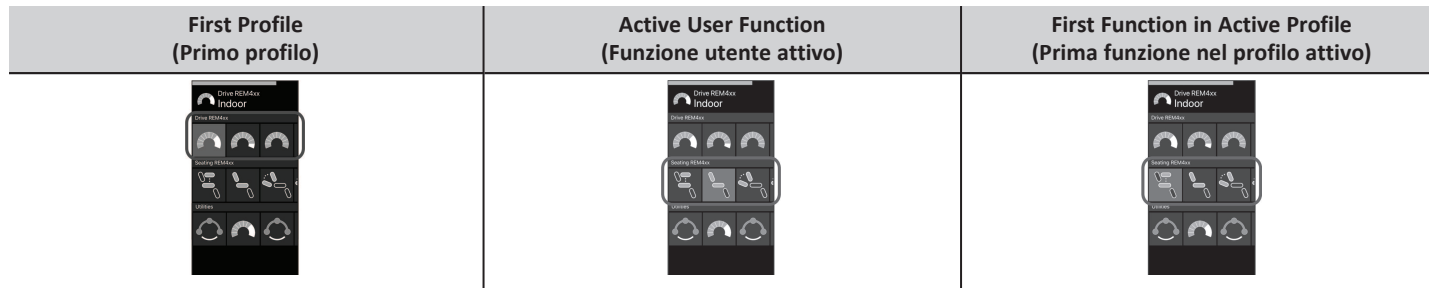 First Profile
(Primo profilo)
Active User Function
(Funzione utente attivo)
First Function in Active Profile
(Prima funzione nel profilo attivo)
Drive REM4xx
Indoor
Drive REM4xx
Seating REM4xx
Utilities
Drive REM4xx
Indoor
Drive REM4xx
Seating REM4xx
Utilities
Drive REM4xx
Indoor
Drive REM4xx
Seating REM4xx
Utilities